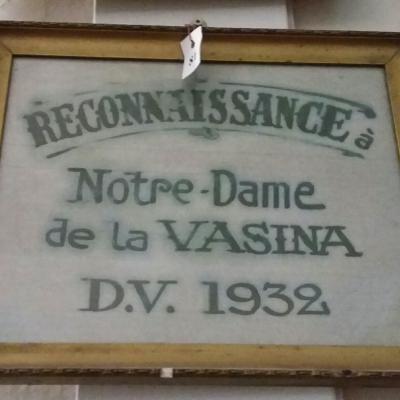 RECONNAISSANCE à
Notre-Dame
de la VASINA
D.V. 1932